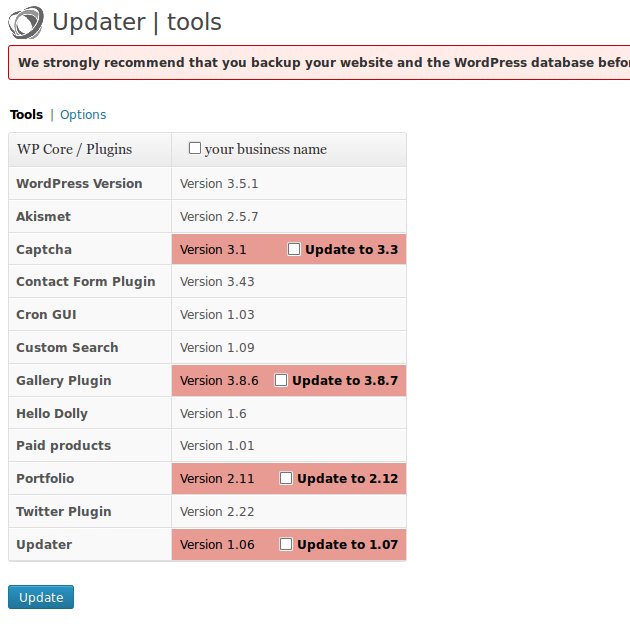 Updater | tools
We strongly recommend that you backup your website and the WordPress database befo
Tools | Options
WP Core / Plugins your business name
WordPress Version Version 3.5.1
Akismet Version 2.5.7
Captcha Version 3.1 Update to 3.3
Contact Form Plugin Version 3.43
Cron GUI Version 1.03
Custom Search Version 1.09
Gallery Plugin Version 3.8.6 Update to 3.8.7
Hello Dolly Version 1.6
Paid products Version 1.01
Portfolio Version 2.11 Update to 2.12
Twitter Plugin Version 2.22
Updater Version 1.06 Update to 1.07
Update